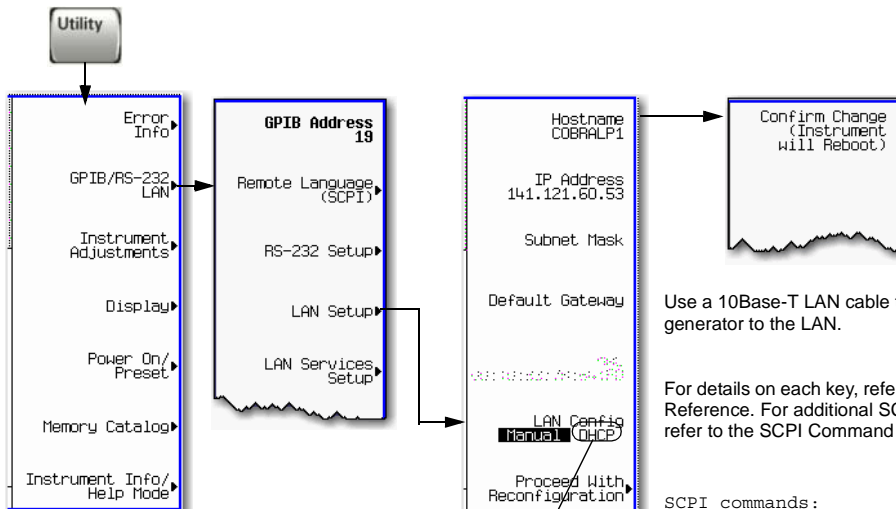 Utility
Error
Info
GPIB/RS-232
LAN
Instrument
Adjustments
Display
Power On/
Preset
Memory Catalog
Instrument Info/
Help Mode
GPIB Address
19
Remote Language
(SCPI)
RS-232 Setup
LAN Setup
LAN Services
Setup
Hostname
COBRALP1
IP Address
141.121.60.53
Subnet Mask
Default Gateway
LAN Config
Manual DHCP
Proceed With
Reconfiguration
Confirm Change
(Instrument
will Reboot)
Use a 10Base-T LAN cable
generator to the LAN.
For details on each key, refe
Reference. For additional SC
refer to the SCPI Command
SCPI commands: